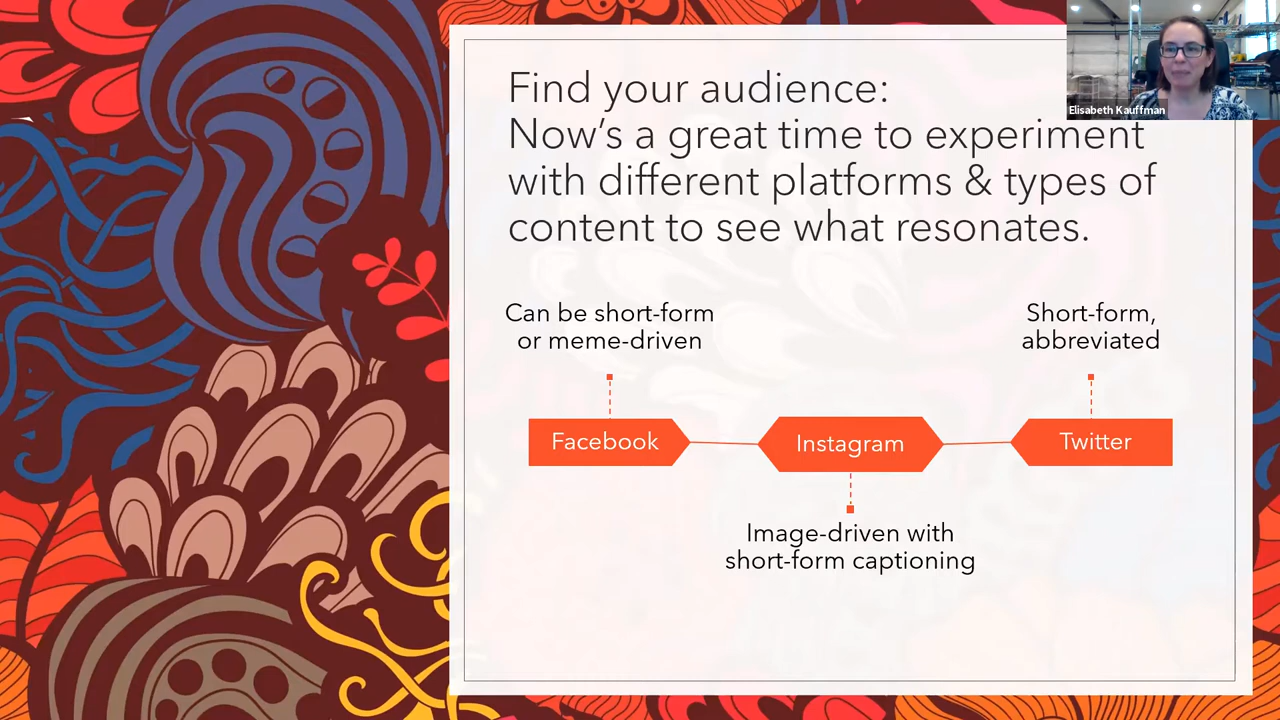 Find your audience:
Now's a great time to experiment
with different platforms & types of
content to see what resonates.
Elisabeth Kauffman
Can be short-form
or meme-driven
Short-form,
abbreviated
Facebook
Instagram
Twitter
Image-driven with
short-form captioning